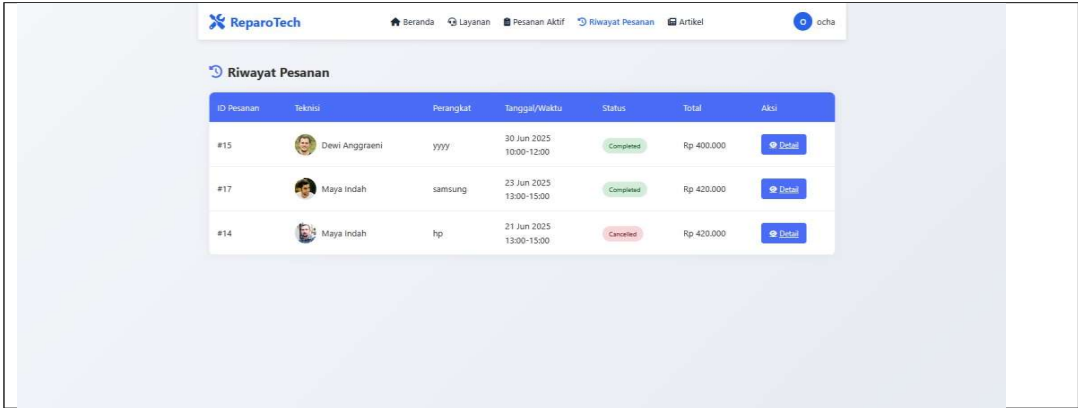 ReparoTech
Beranda Layanan Pesanan Aktif Riwayat Pesanan Artikel
O ocha
Riwayat Pesanan
ID Pesanan Teknisi Perangkat Tanggal/Waktu Status Total Aksi
#15 Dewi Anggraeni yyyy 30 Jun 2025 Completed Rp 400.000 Detail
10:00-12:00
#17 Maya Indah samsung 23 Jun 2025 Completed Rp 420.000 Detail
13:00-15:00
#14 Maya Indah hp 21 Jun 2025 Cancelled Rp 420.000 Detail
13:00-15:00